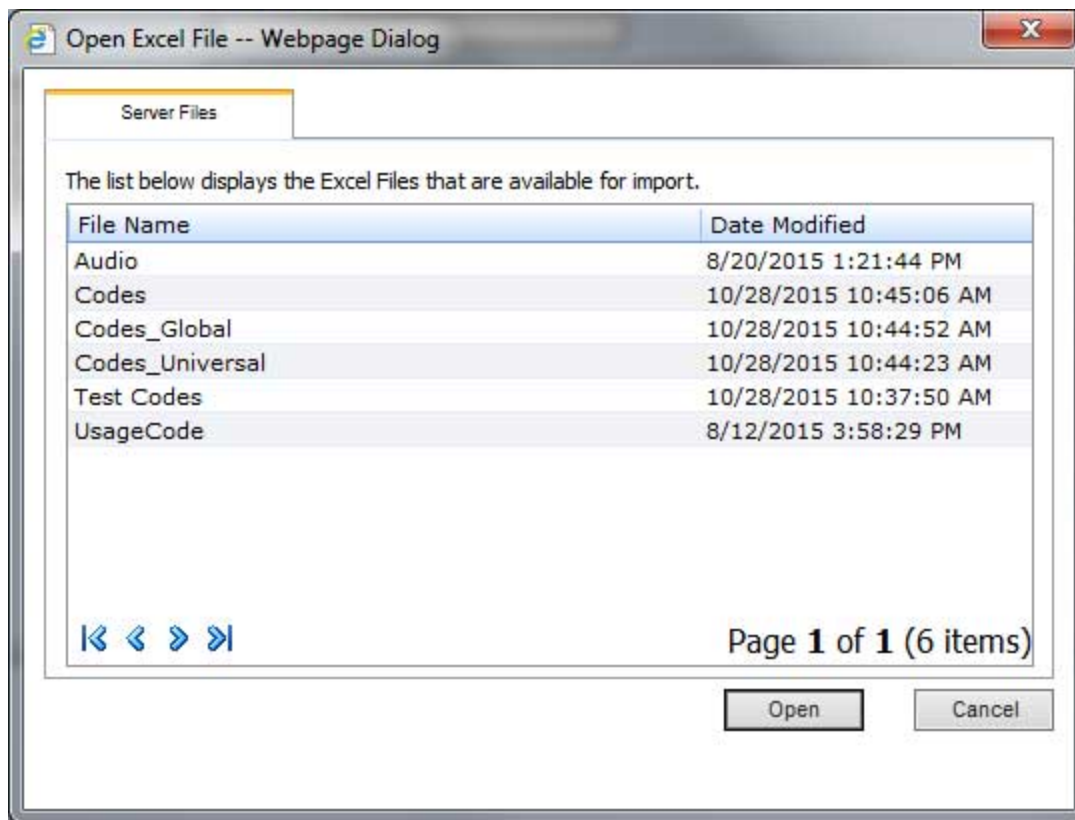 Open Excel File -- Webpage Dialog
Server Files
The list below displays the Excel Files that are available for import.
File Name Date Modified
Audio 8/20/2015 1:21:44 PM
Codes 10/28/2015 10:45:06 AM
Codes_Global 10/28/2015 10:44:52 AM
Codes_Universal 10/28/2015 10:44:23 AM
Test Codes 10/28/2015 10:37:50 AM
UsageCode 8/12/2015 3:58:29 PM
Page 1 of 1 (6 items)
Open Cancel